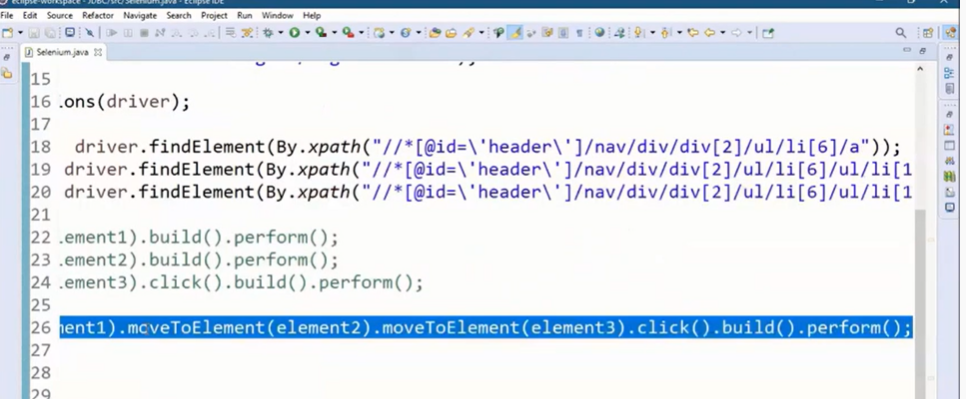 eclipse-workspace - JDBC/src/Selenium.java - Eclipse IDE
File Edit Source Refactor Navigate Search Project Run Window Help
Selenium.java
15
16 .ons(driver);
17
18 driver.findElement(By.xpath("//*[@id=\'header\']/nav/div/div[2]/ul/li[6]/a"));
19 driver.findElement(By.xpath("//*[@id=\'header\']/nav/div/div[2]/ul/li[6]/ul/li[1
20 driver.findElement(By.xpath("//*[@id=\'header\']/nav/div/div[2]/ul/li[6]/ul/li[1
21
22 .ement1).build().perform();
23 .ement2).build().perform();
24 .ement3).click().build().perform();
25
26 ment1).moveToElement(element2).moveToElement(element3).click().build().perform();
27
28
29